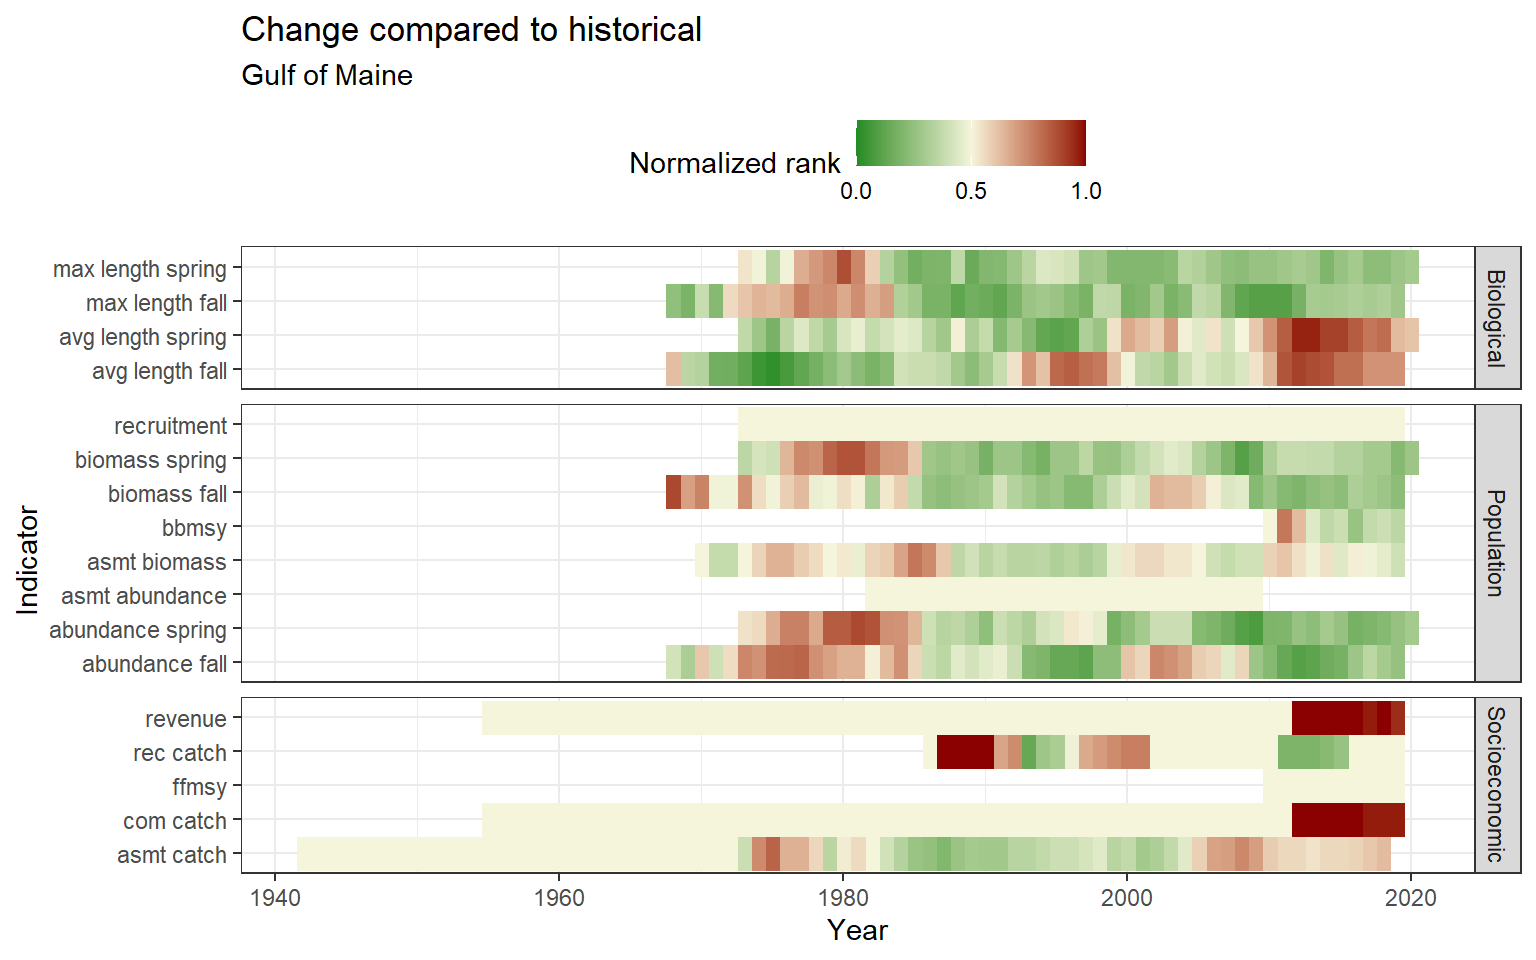 Change compared to historical
Gulf of Maine
Normalized rank
0.0 0.5 1.0
max length spring
max length fall
avg length spring
avg length fall
Biological
recruitment
biomass spring
biomass fall
bbmsy
asmt biomass
asmt abundance
abundance spring
abundance fall
Population
revenue
rec catch
ffmsy
com catch
asmt catch
Socioeconomic
Indicator
1940 1960 1980 2000 2020
Year